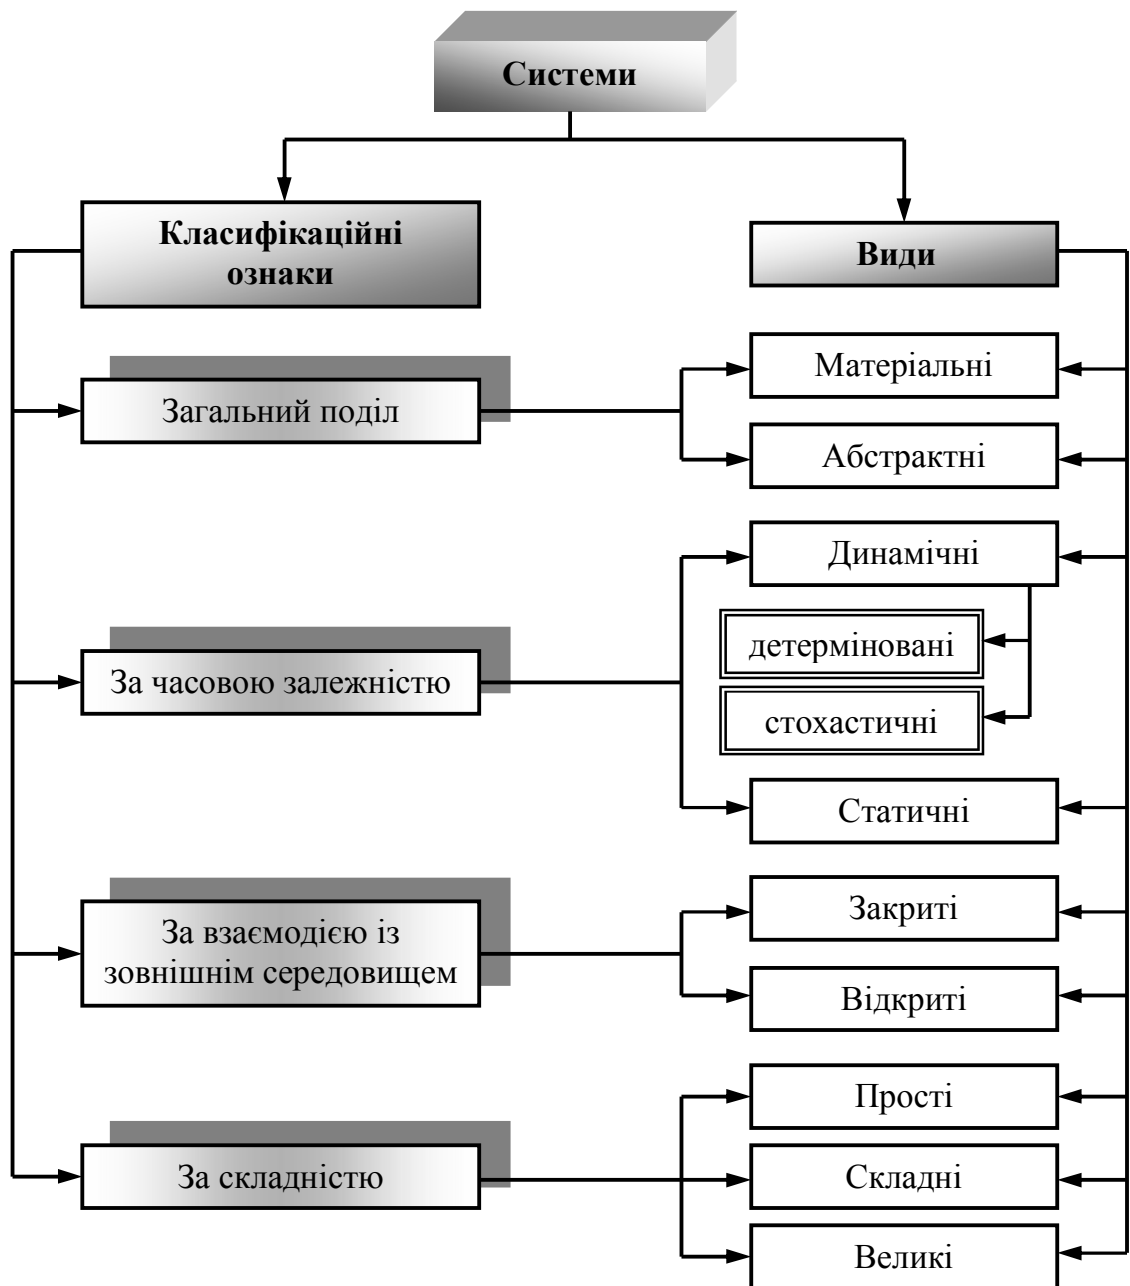 Системи
Класифікаційні
ознаки
Види
Загальний поділ
Матеріальні
Абстрактні
За часовою залежністю
Динамічні
детерміновані
стохастичні
Статичні
За взаємодією із
зовнішнім середовищем
Закриті
Відкриті
За складністю
Прості
Складні
Великі